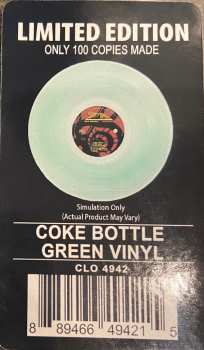 LIMITED EDITION
ONLY 100 COPIES MADE
Simulation Only
(Actual Product May Vary)
COKE BOTTLE
GREEN VINYL
CLO 4942
8 89466 49421 5